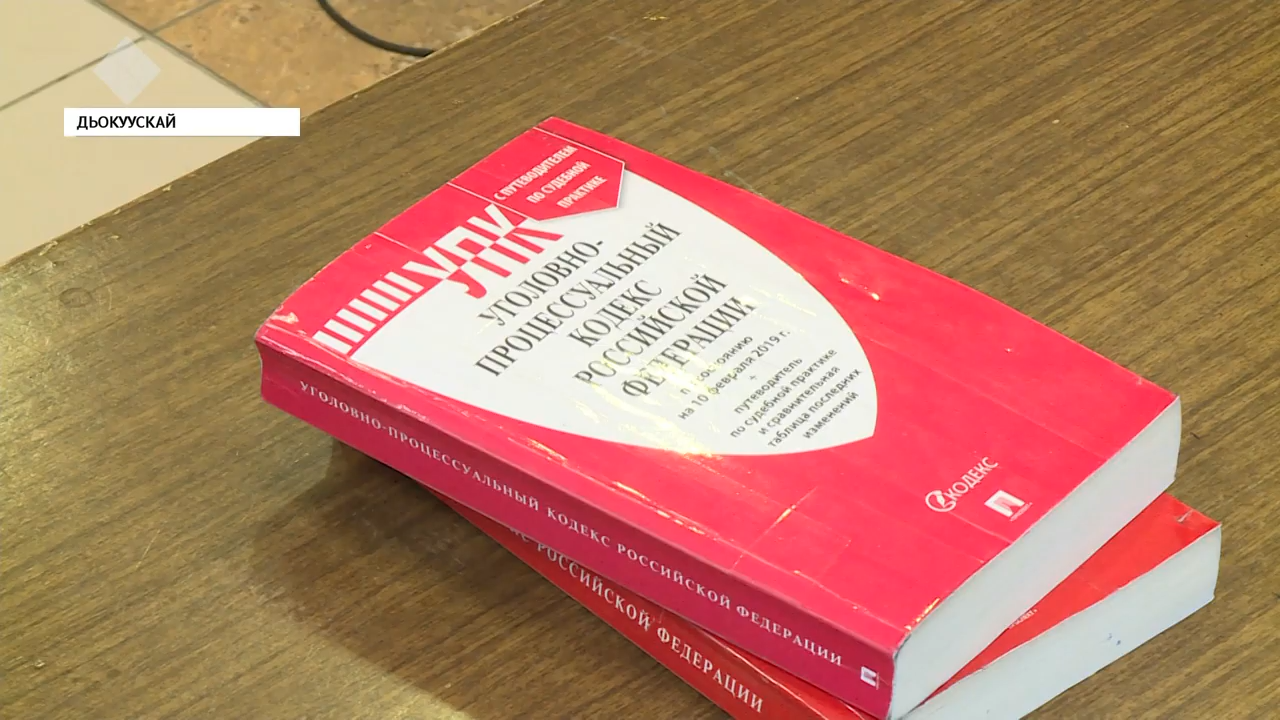 ДЬОКУУСКАЙ
С ПУТЕВОДИТЕЛЕМ
ПО СУДЕБНОЙ
ПРАКТИКЕ
УПК
УГОЛОВНО-
ПРОЦЕССУАЛЬНЫЙ
КОДЕКС
РОССИЙСКОЙ
ФЕДЕРАЦИИ
по состоянию
на 10 февраля 2019 г.
+
путеводитель
по судебной практике
и сравнительная
таблица последних
изменений
КОДЕКС
УГОЛОВНО-ПРОЦЕССУАЛЬНЫЙ КОДЕКС РОССИЙСКОЙ ФЕДЕРАЦИИ
РОССИЙСКОЙ ФЕДЕРАЦИИ